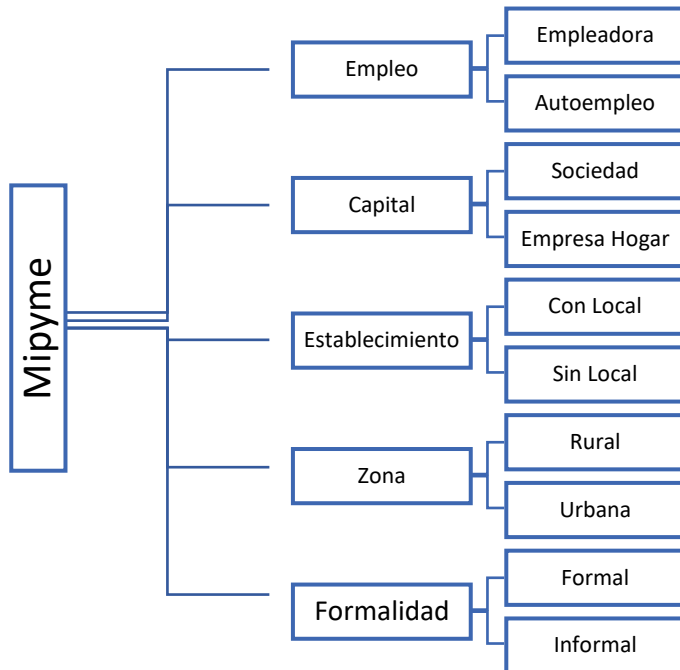 Mipyme
Empleo
Empleadora
Autoempleo
Capital
Sociedad
Empresa Hogar
Establecimiento
Con Local
Sin Local
Zona
Rural
Urbana
Formalidad
Formal
Informal